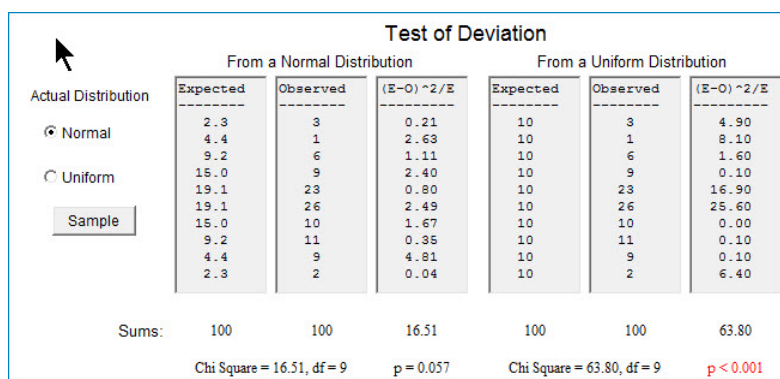 Test of Deviation
From a Normal Distribution From a Uniform Distribution
Actual Distribution
Normal
Uniform
Sample
Expected Observed (E-O)^2/E Expected Observed (E-O)^2/E
-------- -------- --------- -------- -------- ---------
2.3 3 0.21 10 3 4.90
4.4 1 2.63 10 1 8.10
9.2 6 1.11 10 6 1.60
15.0 9 2.40 10 9 0.10
19.1 23 0.80 10 23 16.90
19.1 26 2.49 10 26 25.60
15.0 10 1.67 10 10 0.00
9.2 11 0.35 10 11 0.10
4.4 9 4.81 10 9 0.10
2.3 2 0.04 10 2 6.40
Sums: 100 100 16.51 100 100 63.80
Chi Square = 16.51, df = 9 p = 0.057 Chi Square = 63.80, df = 9 p < 0.001